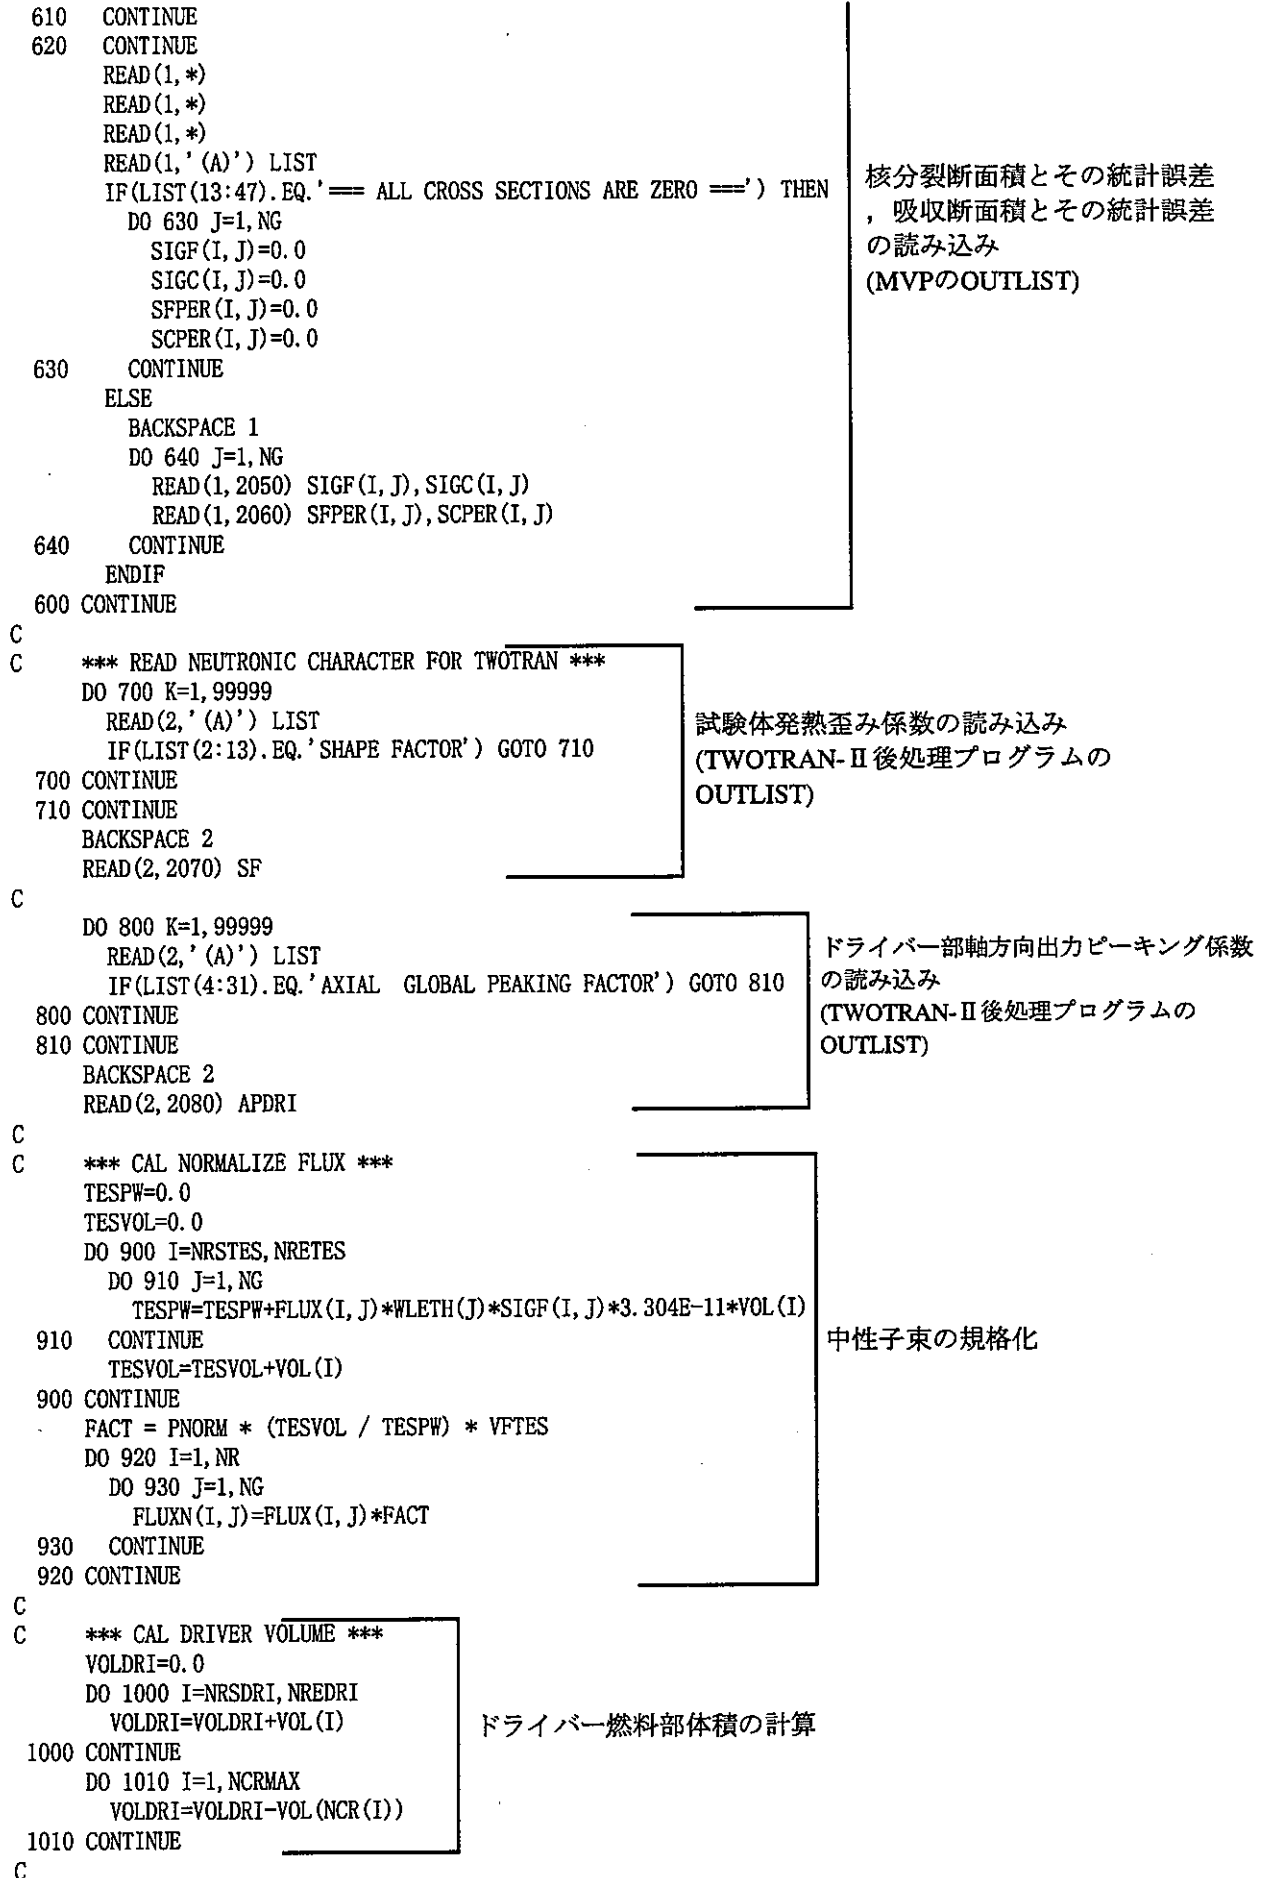 610   CONTINUE
620   CONTINUE
READ(1,*)
READ(1,*)
READ(1,*)
READ(1,'(A)') LIST
IF(LIST(13:47).EQ.'=== ALL CROSS SECTIONS ARE ZERO ===') THEN
DO 630 J=1,NG
SIGF(I,J)=0.0
SIGC(I,J)=0.0
SFPER(I,J)=0.0
SCPER(I,J)=0.0
630     CONTINUE
ELSE
BACKSPACE 1
DO 640 J=1,NG
READ(1,2050) SIGF(I,J),SIGC(I,J)
READ(1,2060) SFPER(I,J),SCPER(I,J)
640     CONTINUE
ENDIF
600 CONTINUE
核分裂断面積とその統計誤差
，吸収断面積とその統計誤差
の読み込み
(MVPのOUTLIST)
C
C     *** READ NEUTRONIC CHARACTER FOR TWOTRAN ***
DO 700 K=1,99999
READ(2,'(A)') LIST
IF(LIST(2:13).EQ.'SHAPE FACTOR') GOTO 710
700 CONTINUE
710 CONTINUE
BACKSPACE 2
READ(2,2070) SF
試験体発熱歪み係数の読み込み
(TWOTRAN-Ⅱ後処理プログラムの
OUTLIST)
C
DO 800 K=1,99999
READ(2,'(A)') LIST
IF(LIST(4:31).EQ.'AXIAL  GLOBAL PEAKING FACTOR') GOTO 810
800 CONTINUE
810 CONTINUE
BACKSPACE 2
READ(2,2080) APDRI
ドライバー部軸方向出力ピーキング係数
の読み込み
(TWOTRAN-Ⅱ後処理プログラムの
OUTLIST)
C
C     *** CAL NORMALIZE FLUX ***
TESPW=0.0
TESVOL=0.0
DO 900 I=NRSTES,NRETES
DO 910 J=1,NG
TESPW=TESPW+FLUX(I,J)*WLETH(J)*SIGF(I,J)*3.304E-11*VOL(I)
910   CONTINUE
TESVOL=TESVOL+VOL(I)
900 CONTINUE
FACT = PNORM * (TESVOL / TESPW) * VFTES
DO 920 I=1,NR
DO 930 J=1,NG
FLUXN(I,J)=FLUX(I,J)*FACT
930   CONTINUE
920 CONTINUE
中性子束の規格化
C
C     *** CAL DRIVER VOLUME ***
VOLDRI=0.0
DO 1000 I=NRSDRI,NREDRI
VOLDRI=VOLDRI+VOL(I)
1000 CONTINUE
DO 1010 I=1,NCRMAX
VOLDRI=VOLDRI-VOL(NCR(I))
1010 CONTINUE
ドライバー燃料部体積の計算
C